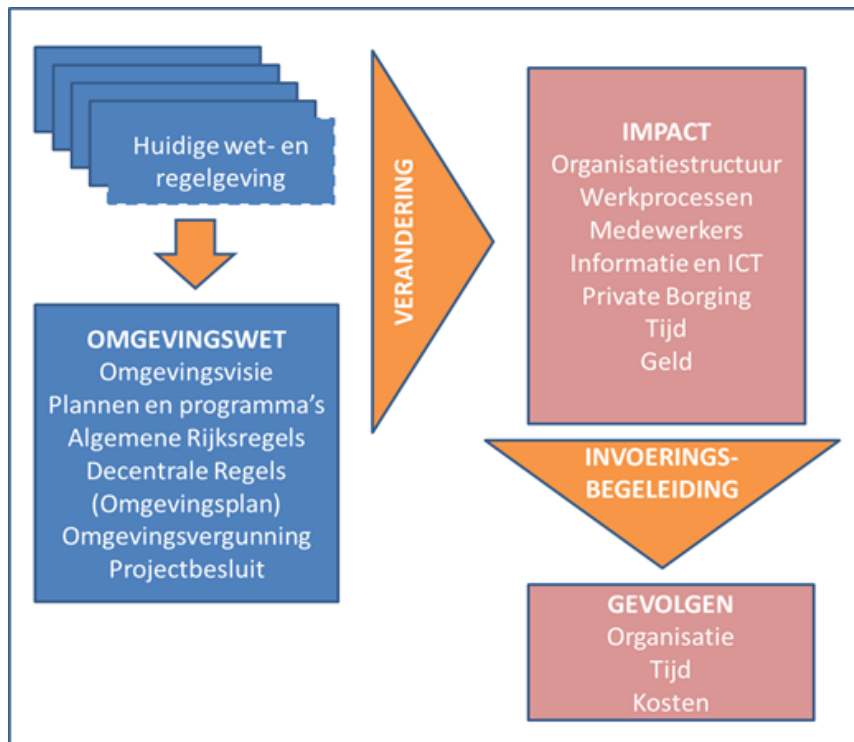 Huidige wet- en
regelgeving
OMGEVINGSWET
Omgevingsvisie
Plannen en programma's
Algemene Rijksregels
Decentrale Regels
(Omgevingsplan)
Omgevingsvergunning
Projectbesluit
VERANDERING
IMPACT
Organisatiestructuur
Werkprocessen
Medewerkers
Informatie en ICT
Private Borging
Tijd
Geld
INVOERINGS-
BEGELEIDING
GEVOLGEN
Organisatie
Tijd
Kosten